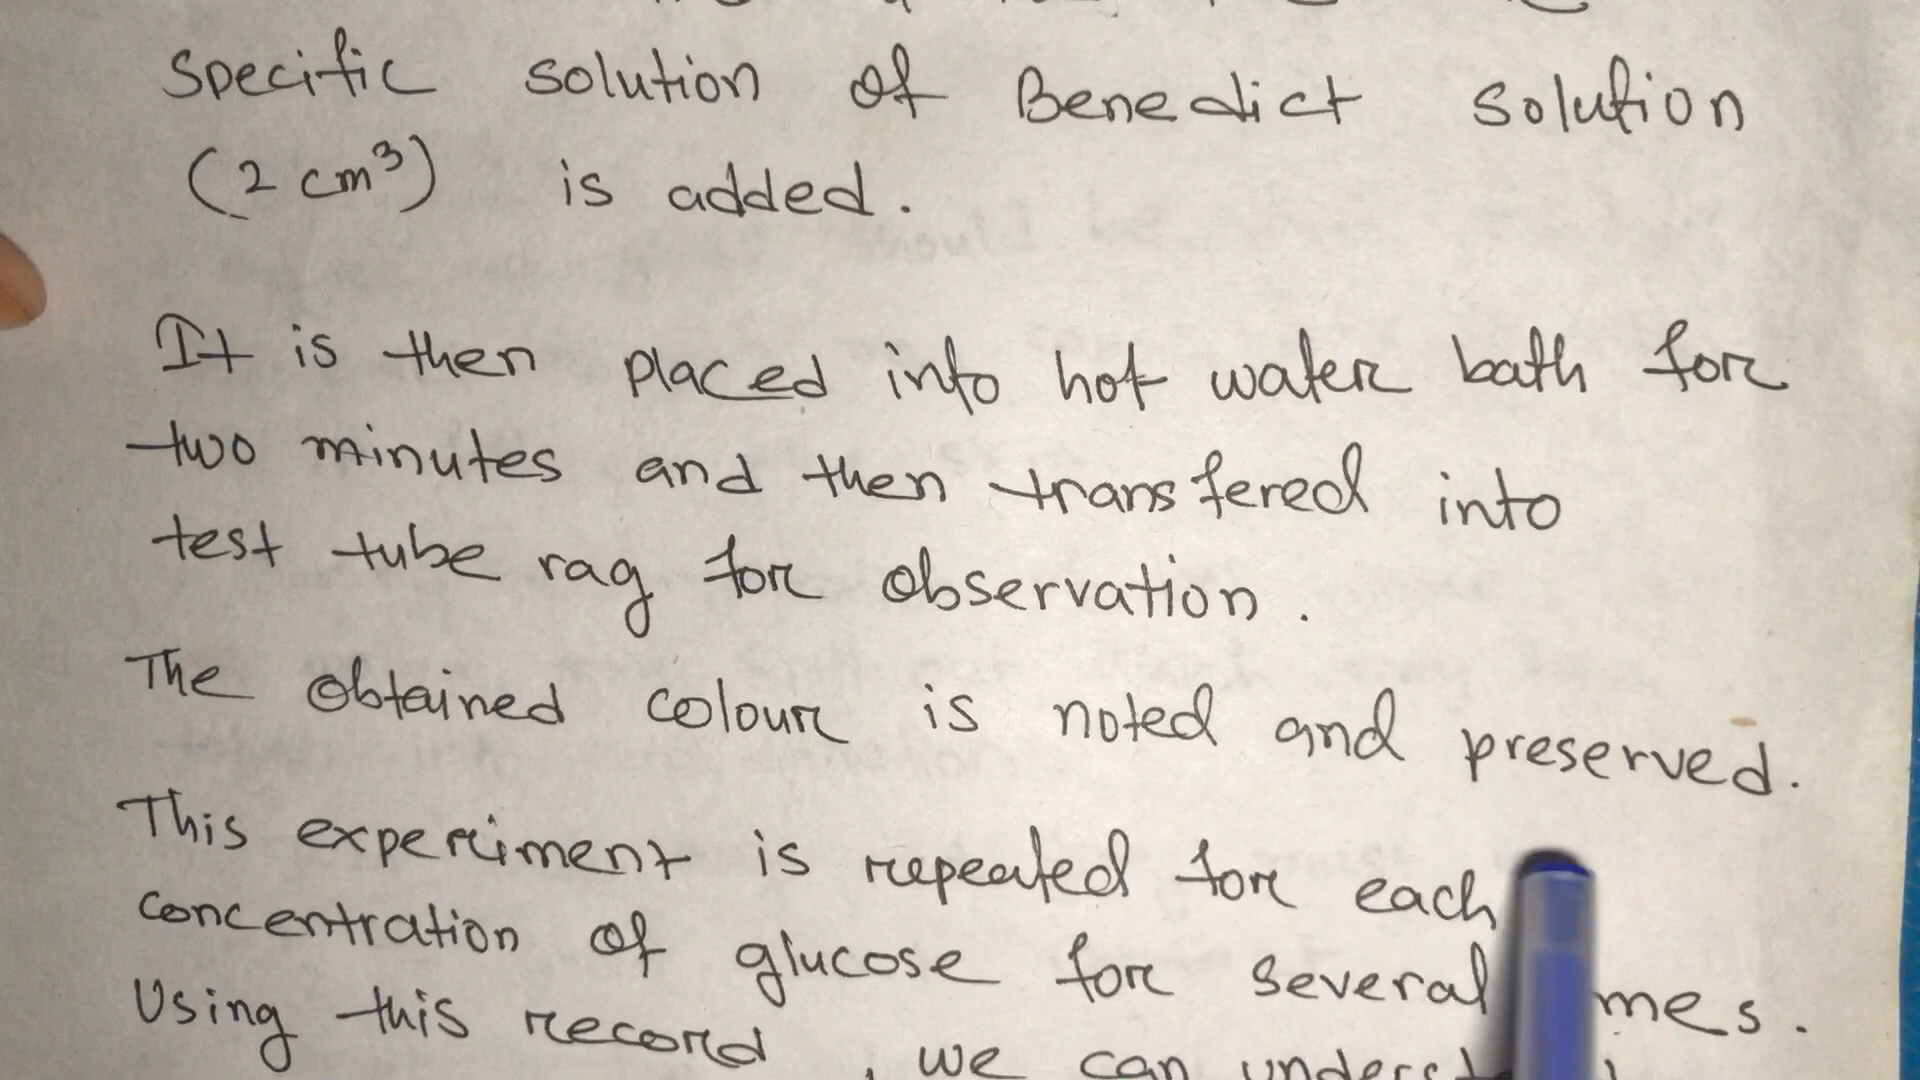 Specific solution of Benedict solution
(2 cm³) is added.
It is then placed into hot water bath for
two minutes and then transfered into
test tube rag for observation.
The obtained colour is noted and preserved.
This experiment is repeated for each
concentration of glucose for several
Using this record, we can